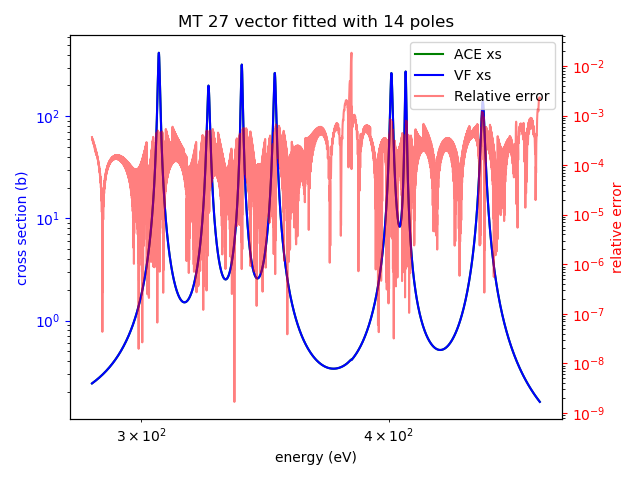 MT 27 vector fitted with 14 poles
ACE xs
VF xs
Relative error
cross section (b)
10²
10¹
10⁰
10⁻²
10⁻³
10⁻⁴
10⁻⁵
10⁻⁶
10⁻⁷
10⁻⁸
10⁻⁹
relative error
3 × 10²
4 × 10²
energy (eV)